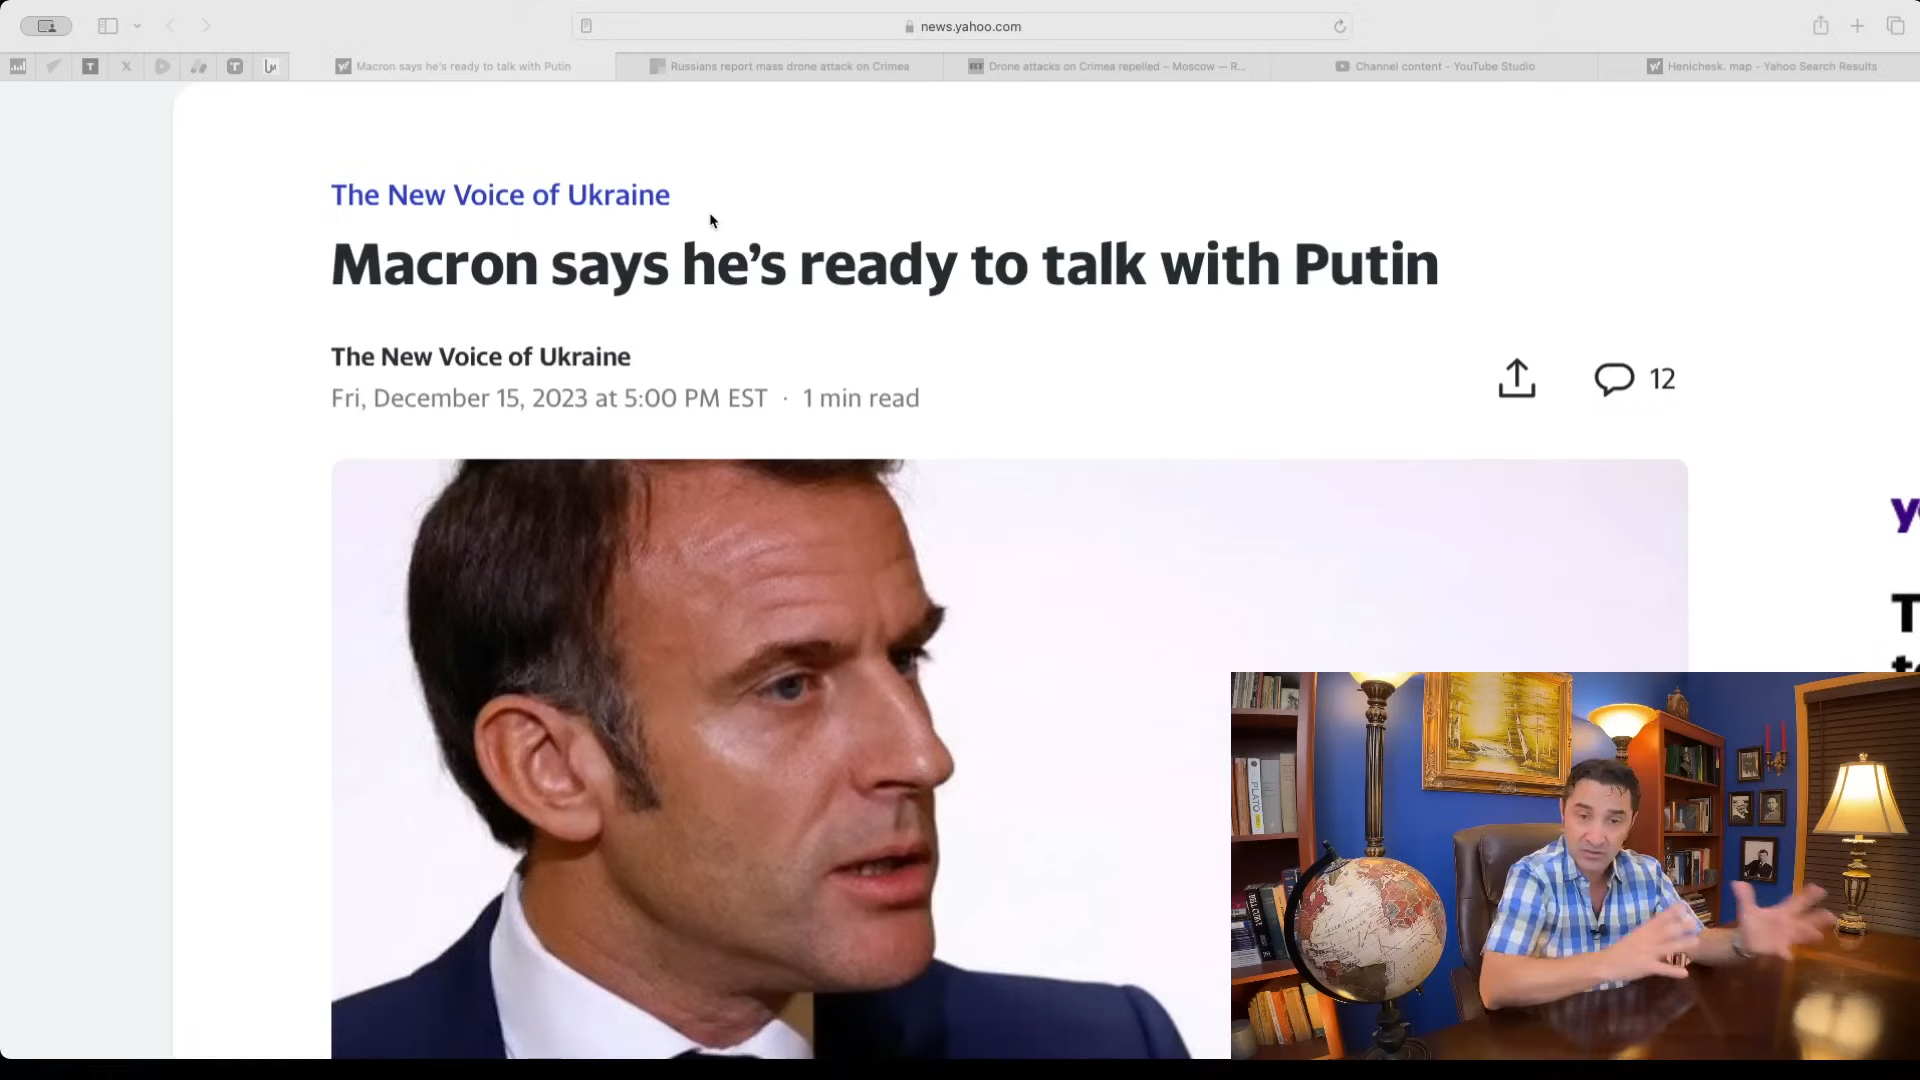 news.yahoo.com
Macron says he's ready to talk with Putin
Russians report mass drone attack on Crimea
Drone attacks on Crimea repelled – Moscow — R...
Channel content - YouTube Studio
Henichesk. map - Yahoo Search Results
The New Voice of Ukraine
Macron says he's ready to talk with Putin
The New Voice of Ukraine
Fri, December 15, 2023 at 5:00 PM EST · 1 min read
12
y
T
PLATO
BELL CURVE